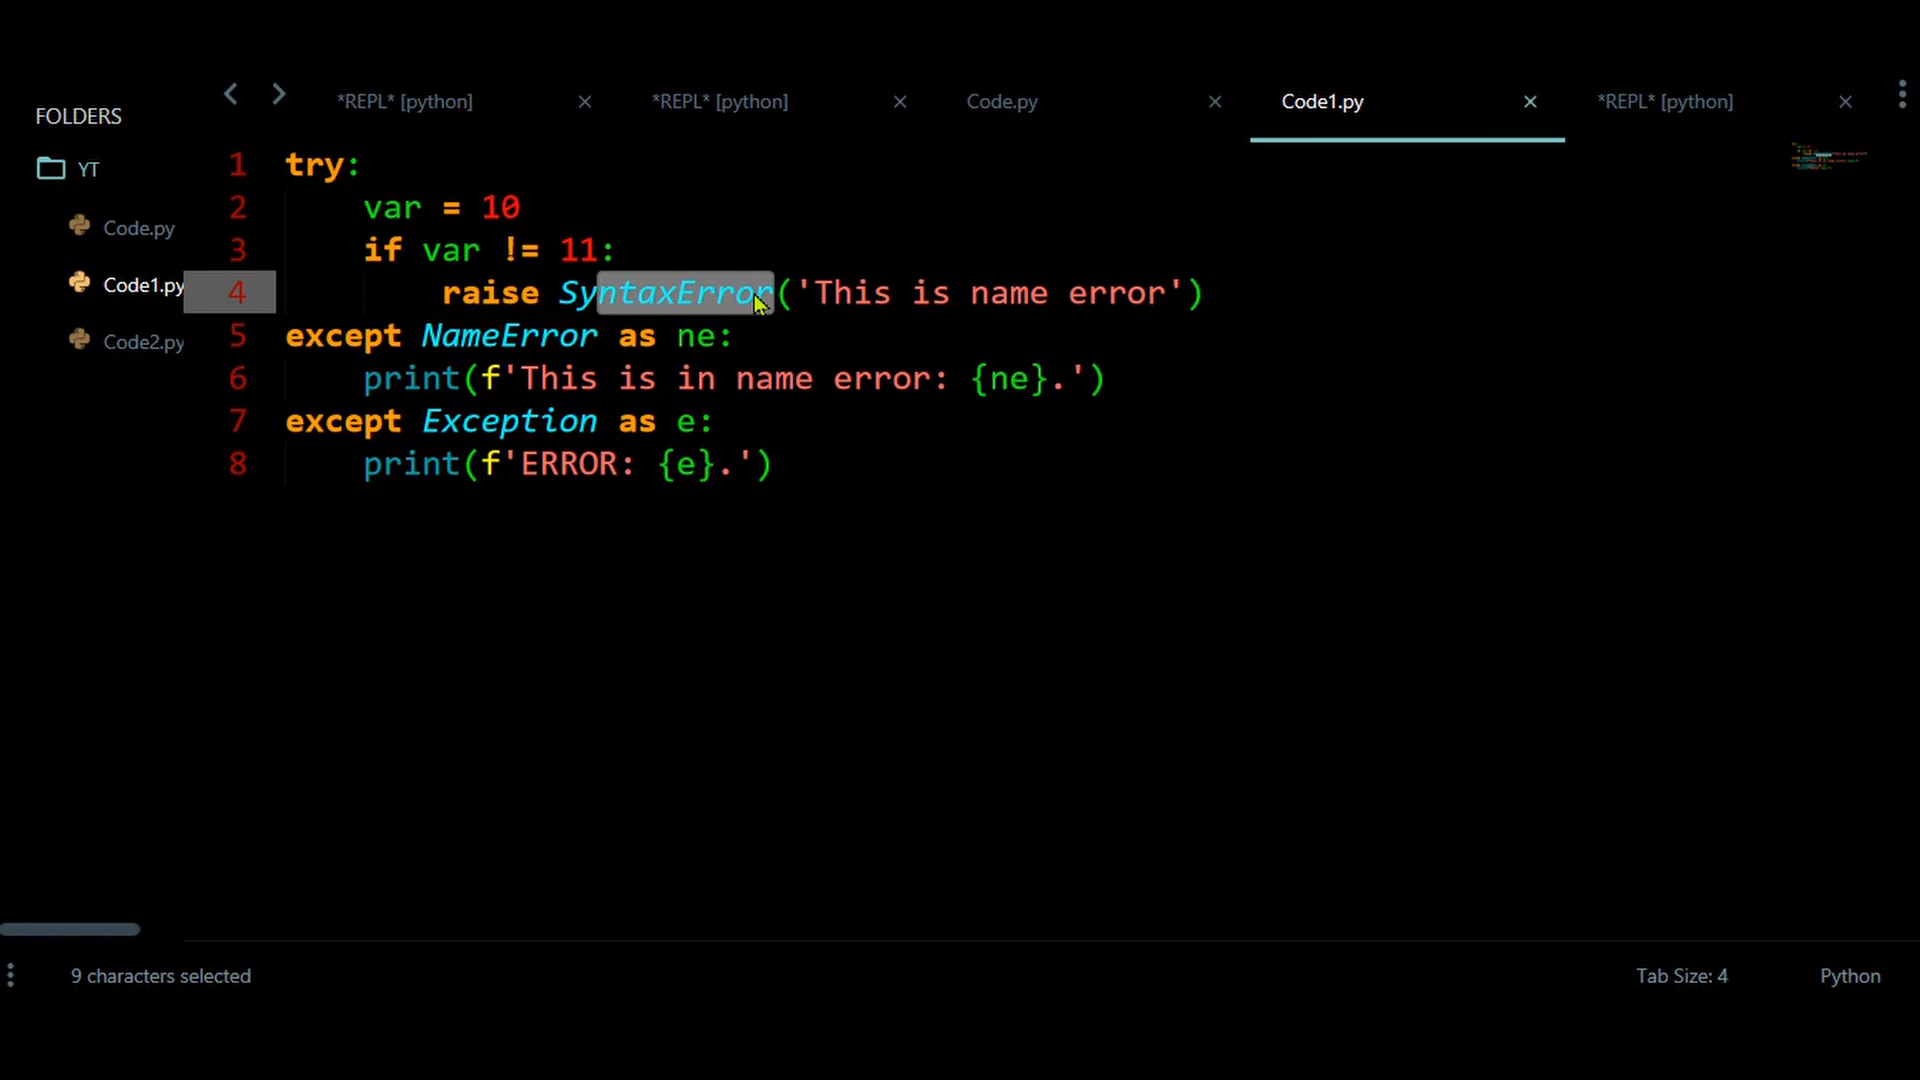 FOLDERS
YT
Code.py
Code1.py
Code2.py
*REPL* [python] × *REPL* [python] × Code.py × Code1.py × *REPL* [python] ×
1 try:
2     var = 10
3     if var != 11:
4         raise SyntaxError('This is name error')
5 except NameError as ne:
6     print(f'This is in name error: {ne}.')
7 except Exception as e:
8     print(f'ERROR: {e}.')
9 characters selected
Tab Size: 4
Python